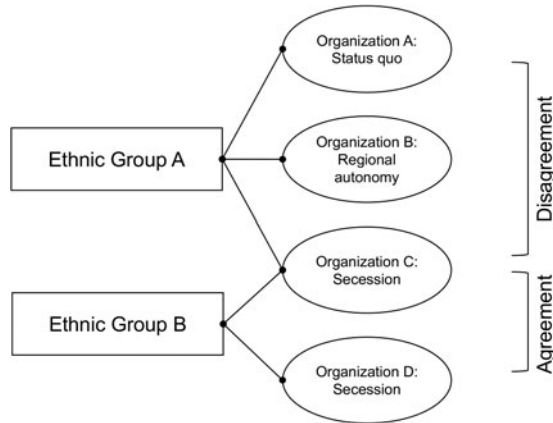 Organization A:
Status quo
Ethnic Group A
Organization B:
Regional
autonomy
Disagreement
Organization C:
Secession
Ethnic Group B
Organization D:
Secession
Agreement